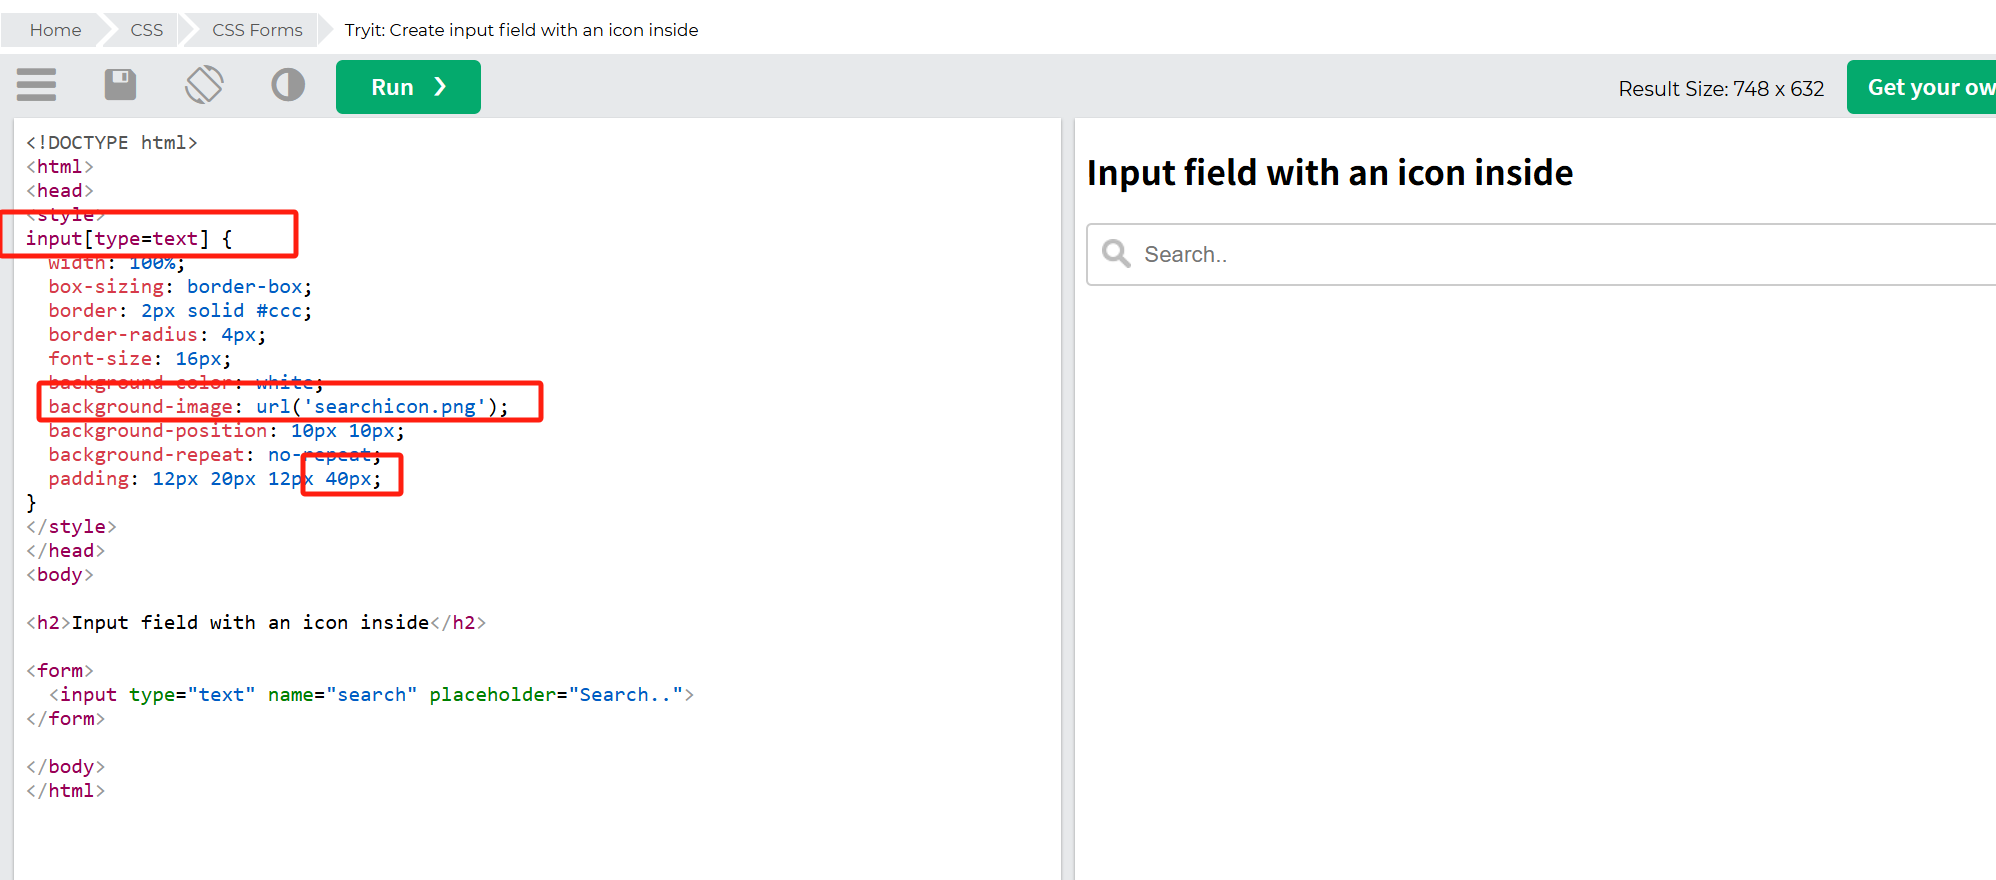 Home CSS CSS Forms Tryit: Create input field with an icon inside
Run ❯ Result Size: 748 x 632 Get your ow
<!DOCTYPE html>
<html>
<head>
<style>
input[type=text] {
  width: 100%;
  box-sizing: border-box;
  border: 2px solid #ccc;
  border-radius: 4px;
  font-size: 16px;
  background-color: white;
  background-image: url('searchicon.png');
  background-position: 10px 10px;
  background-repeat: no-repeat;
  padding: 12px 20px 12px 40px;
}
</style>
</head>
<body>
<h2>Input field with an icon inside</h2>
<form>
  <input type="text" name="search" placeholder="Search..">
</form>
</body>
</html>
Input field with an icon inside
Search..